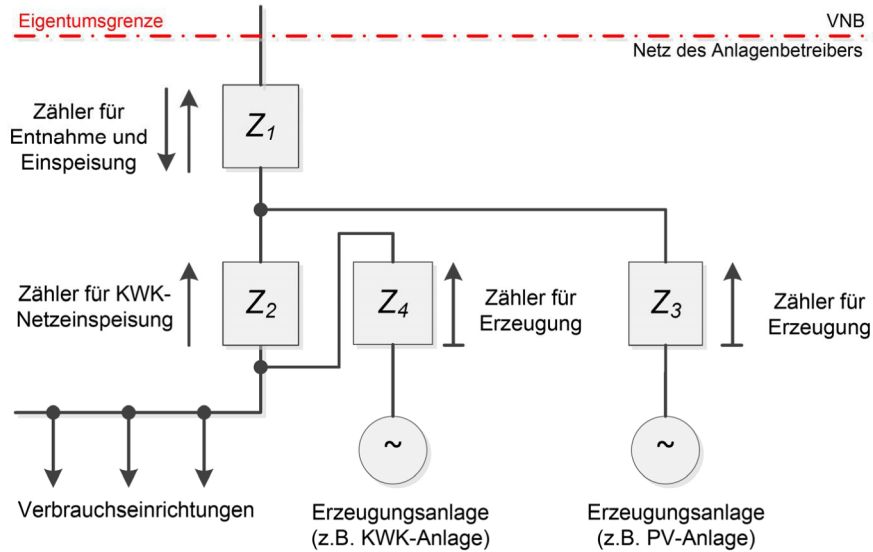 Eigentumsgrenze
VNB
Netz des Anlagenbetreibers
Zähler für
Entnahme und
Einspeisung
Z1
Zähler für KWK-
Netzeinspeisung
Z2
Z4
Zähler für
Erzeugung
Z3
Zähler für
Erzeugung
~
~
Verbrauchseinrichtungen
Erzeugungsanlage
(z.B. KWK-Anlage)
Erzeugungsanlage
(z.B. PV-Anlage)